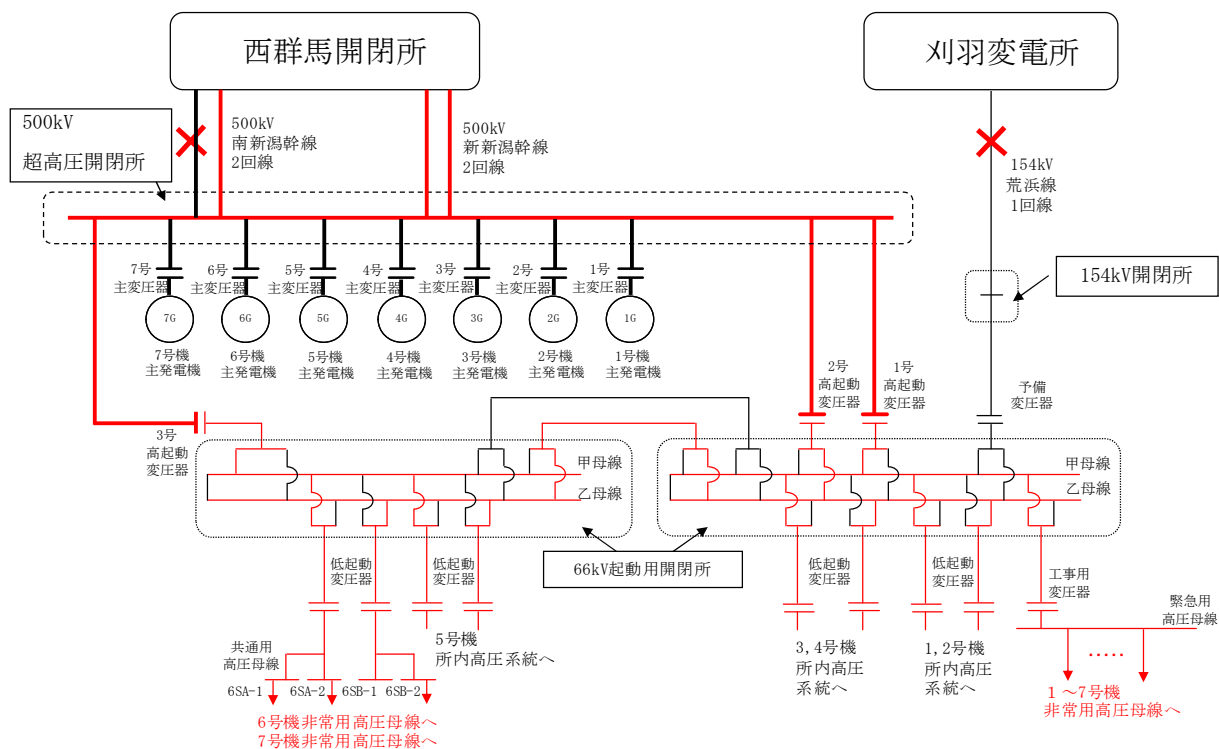 西群馬開閉所
刈羽変電所
500kV
超高圧開閉所
500kV
南新潟幹線
2回線
500kV
新新潟幹線
2回線
154kV
荒浜線
1回線
154kV開閉所
7号
主変圧器
6号
主変圧器
5号
主変圧器
4号
主変圧器
3号
主変圧器
2号
主変圧器
1号
主変圧器
7G
6G
5G
4G
3G
2G
1G
7号機
主発電機
6号機
主発電機
5号機
主発電機
4号機
主発電機
3号機
主発電機
2号機
主発電機
1号機
主発電機
2号
高起動
変圧器
1号
高起動
変圧器
予備
変圧器
3号
高起動
変圧器
甲母線
乙母線
甲母線
乙母線
66kV起動用開閉所
低起動
変圧器
低起動
変圧器
低起動
変圧器
低起動
変圧器
工事用
変圧器
緊急用
高圧母線
共通用
高圧母線
5号機
所内高圧系統へ
3,4号機
所内高圧
系統へ
1,2号機
所内高圧
系統へ
.....
6SA-1
6SA-2
6SB-1
6SB-2
6号機非常用高圧母線へ
7号機非常用高圧母線へ
1～7号機
非常用高圧母線へ